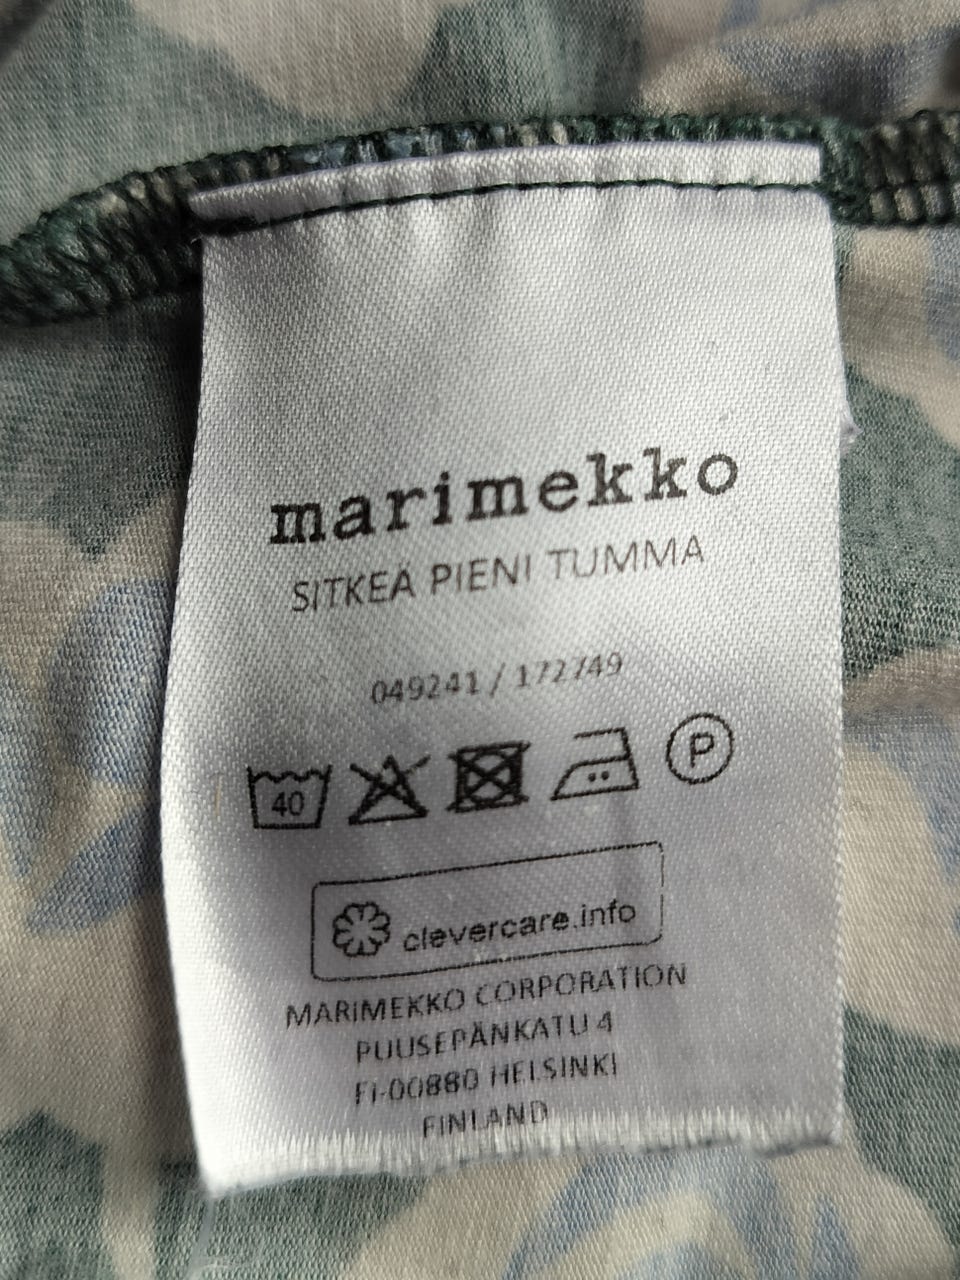 marimekko
SITKEA PIENI TUMMA
049241 / 172749
40 P
clevercare.info
MARIMEKKO CORPORATION
PUUSEPÄNKATU 4
FI-00880 HELSINKI
FINLAND